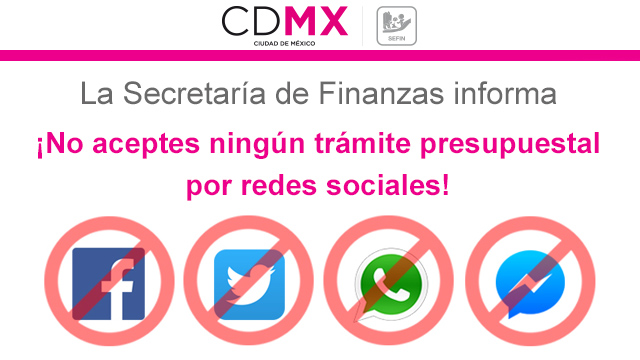 CDMX
CIUDAD DE MÉXICO
SEFIN
La Secretaría de Finanzas informa
¡No aceptes ningún trámite presupuestal
por redes sociales!